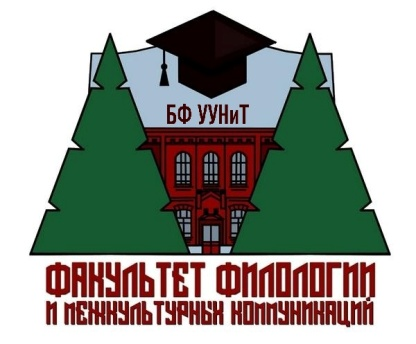 БФ УУНиТ
ФАКУЛЬТЕТ ФИЛОЛОГИИ
И МЕЖКУЛЬТУРНЫХ КОММУНИКАЦИЙ